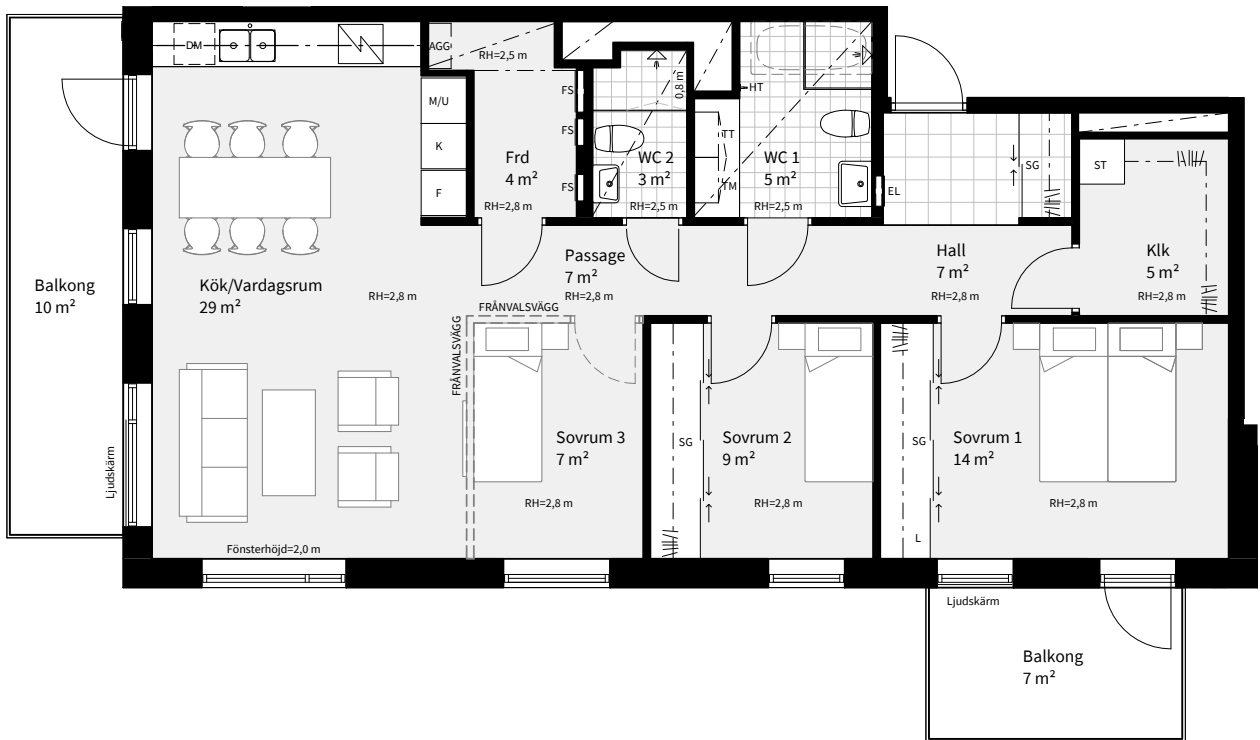 DM
AGG
RH=2,5 m
M/U
K
F
FS
FS
FS
0,8 m
HT
TT
TM
Frd
4 m²
RH=2,8 m
WC 2
3 m²
RH=2,5 m
WC 1
5 m²
RH=2,5 m
EL
SG
ST
Balkong
10 m²
Kök/Vardagsrum
29 m²
RH=2,8 m
Passage
7 m²
RH=2,8 m
Hall
7 m²
RH=2,8 m
Klk
5 m²
RH=2,8 m
FRÅNVALSVÄGG
FRÅNVALSVÄGG
Sovrum 3
7 m²
RH=2,8 m
SG
Sovrum 2
9 m²
RH=2,8 m
SG
L
Sovrum 1
14 m²
RH=2,8 m
Ljudskärm
Fönsterhöjd=2,0 m
Ljudskärm
Balkong
7 m²